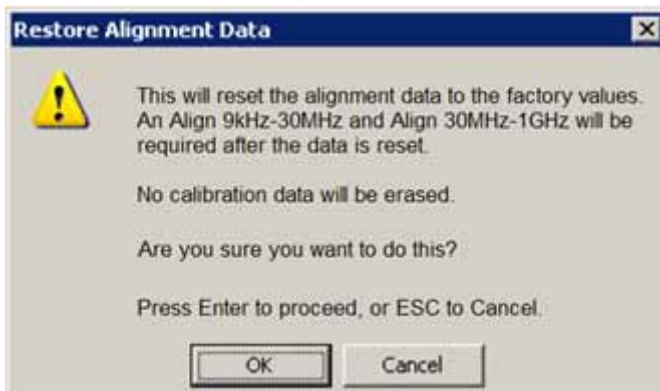 Restore Alignment Data
This will reset the alignment data to the factory values.
An Align 9kHz-30MHz and Align 30MHz-1GHz will be
required after the data is reset.
No calibration data will be erased.
Are you sure you want to do this?
Press Enter to proceed, or ESC to Cancel.
OK
Cancel